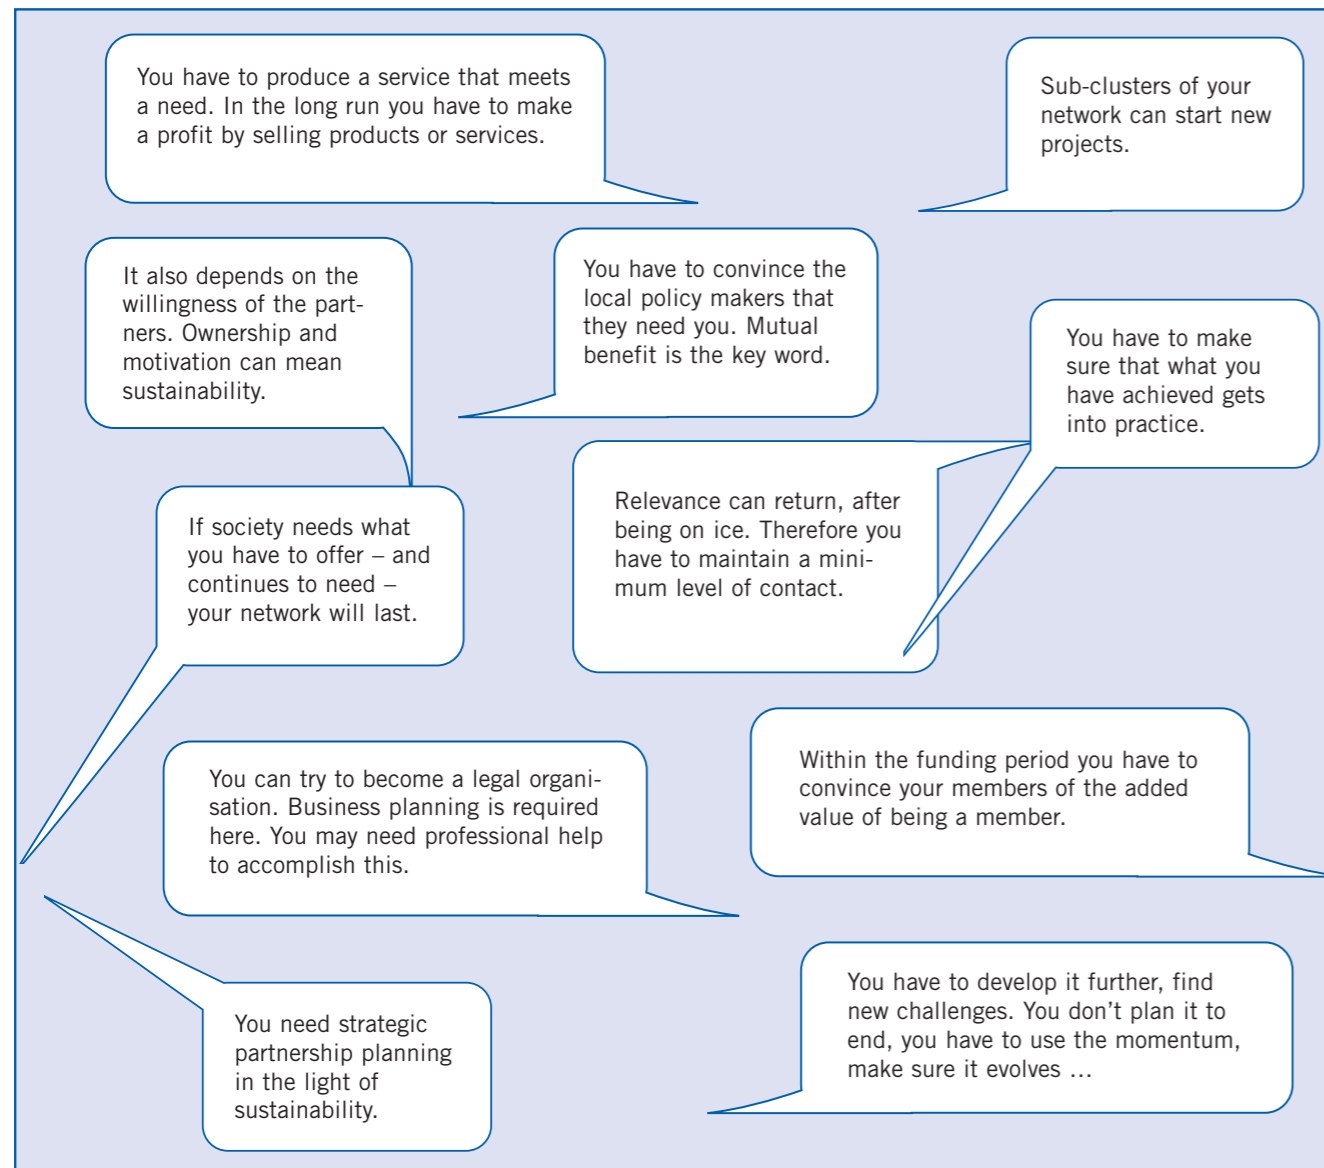 You have to produce a service that meets
a need. In the long run you have to make
a profit by selling products or services.
Sub-clusters of your
network can start new
projects.
It also depends on the
willingness of the part-
ners. Ownership and
motivation can mean
sustainability.
You have to convince the
local policy makers that
they need you. Mutual
benefit is the key word.
You have to make
sure that what you
have achieved gets
into practice.
If society needs what
you have to offer – and
continues to need –
your network will last.
Relevance can return, after
being on ice. Therefore you
have to maintain a mini-
mum level of contact.
You can try to become a legal organi-
sation. Business planning is required
here. You may need professional help
to accomplish this.
Within the funding period you have to
convince your members of the added
value of being a member.
You need strategic
partnership planning
in the light of
sustainability.
You have to develop it further, find
new challenges. You don’t plan it to
end, you have to use the momentum,
make sure it evolves …